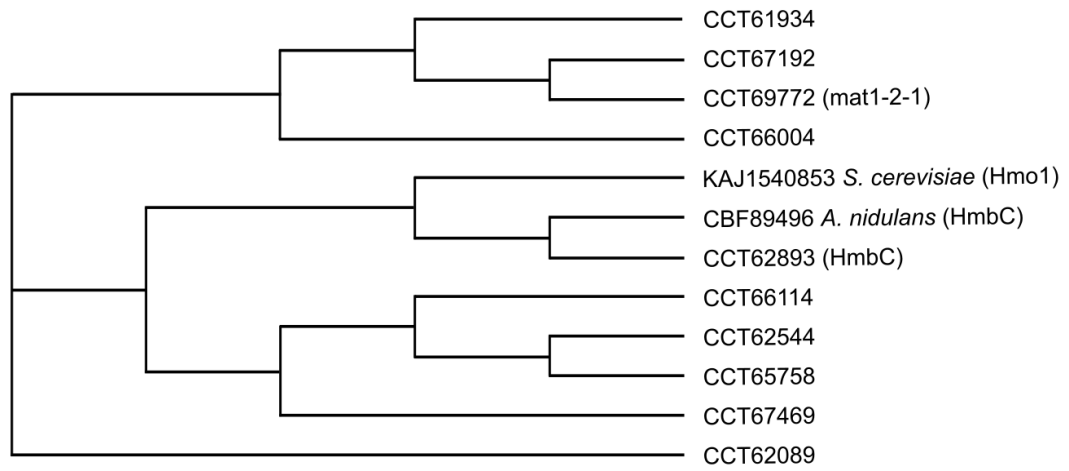 CCT61934
CCT67192
CCT69772 (mat1-2-1)
CCT66004
KAJ1540853 S. cerevisiae (Hmo1)
CBF89496 A. nidulans (HmbC)
CCT62893 (HmbC)
CCT66114
CCT62544
CCT65758
CCT67469
CCT62089